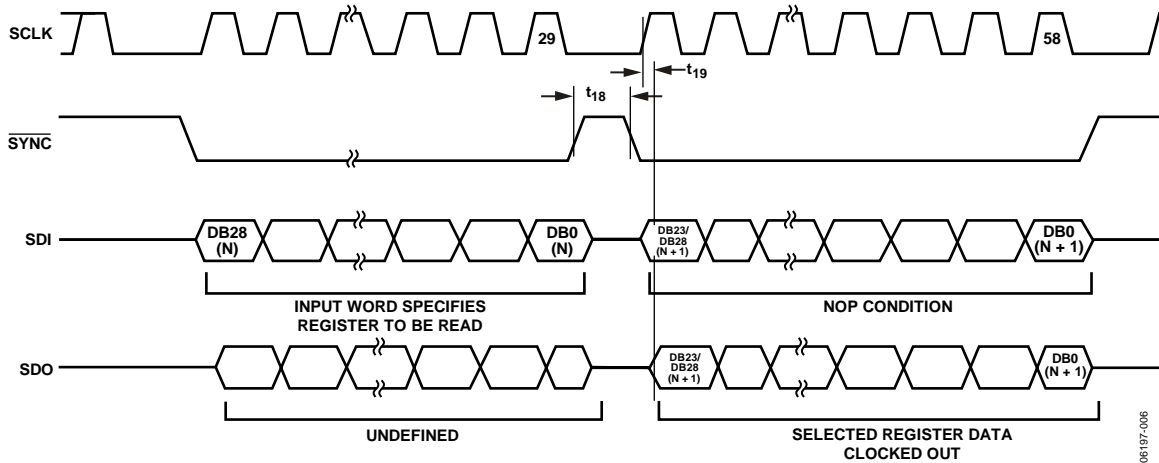 SCLK
29
58
t19
t18
SYNC
SDI
DB28
(N)
DB0
(N)
DB23/
DB28
(N + 1)
DB0
(N + 1)
INPUT WORD SPECIFIES
REGISTER TO BE READ
NOP CONDITION
SDO
DB23/
DB28
(N + 1)
DB0
(N + 1)
UNDEFINED
SELECTED REGISTER DATA
CLOCKED OUT
06197-006